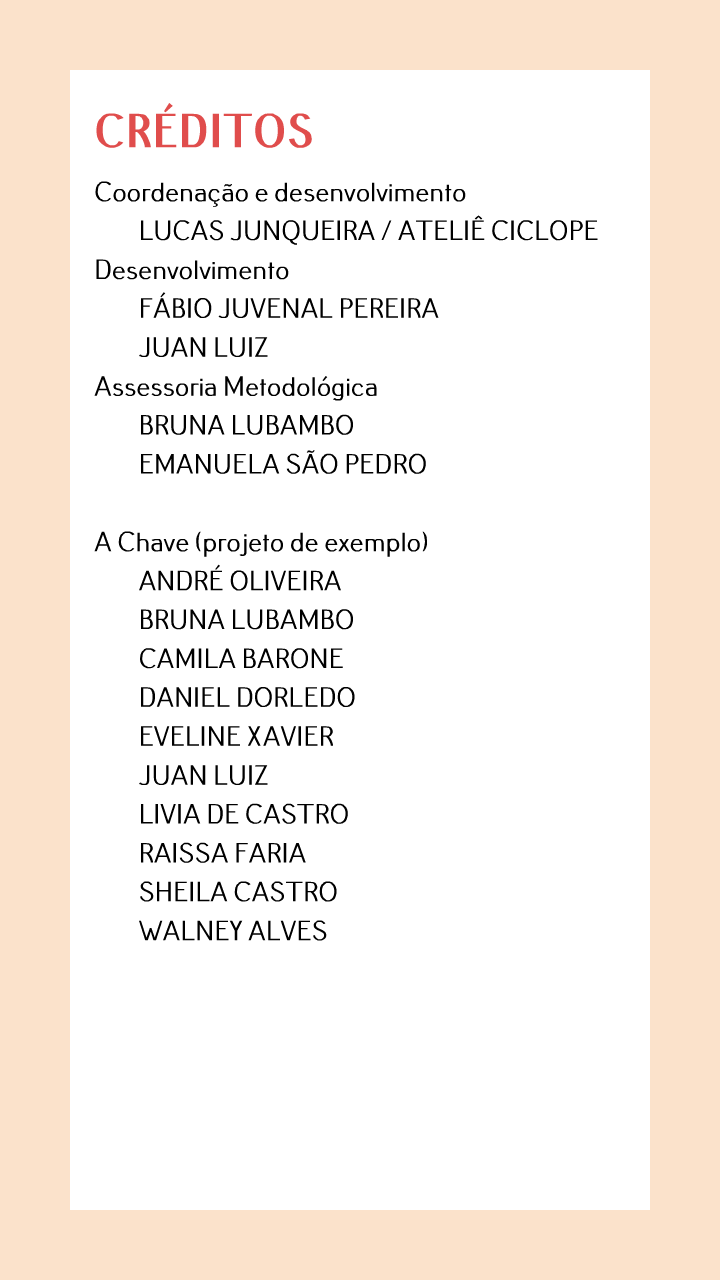 CRÉDITOS
Coordenação e desenvolvimento
LUCAS JUNQUEIRA / ATELIÊ CICLOPE
Desenvolvimento
FÁBIO JUVENAL PEREIRA
JUAN LUIZ
Assessoria Metodológica
BRUNA LUBAMBO
EMANUELA SÃO PEDRO
A Chave (projeto de exemplo)
ANDRÉ OLIVEIRA
BRUNA LUBAMBO
CAMILA BARONE
DANIEL DORLEDO
EVELINE XAVIER
JUAN LUIZ
LIVIA DE CASTRO
RAISSA FARIA
SHEILA CASTRO
WALNEY ALVES